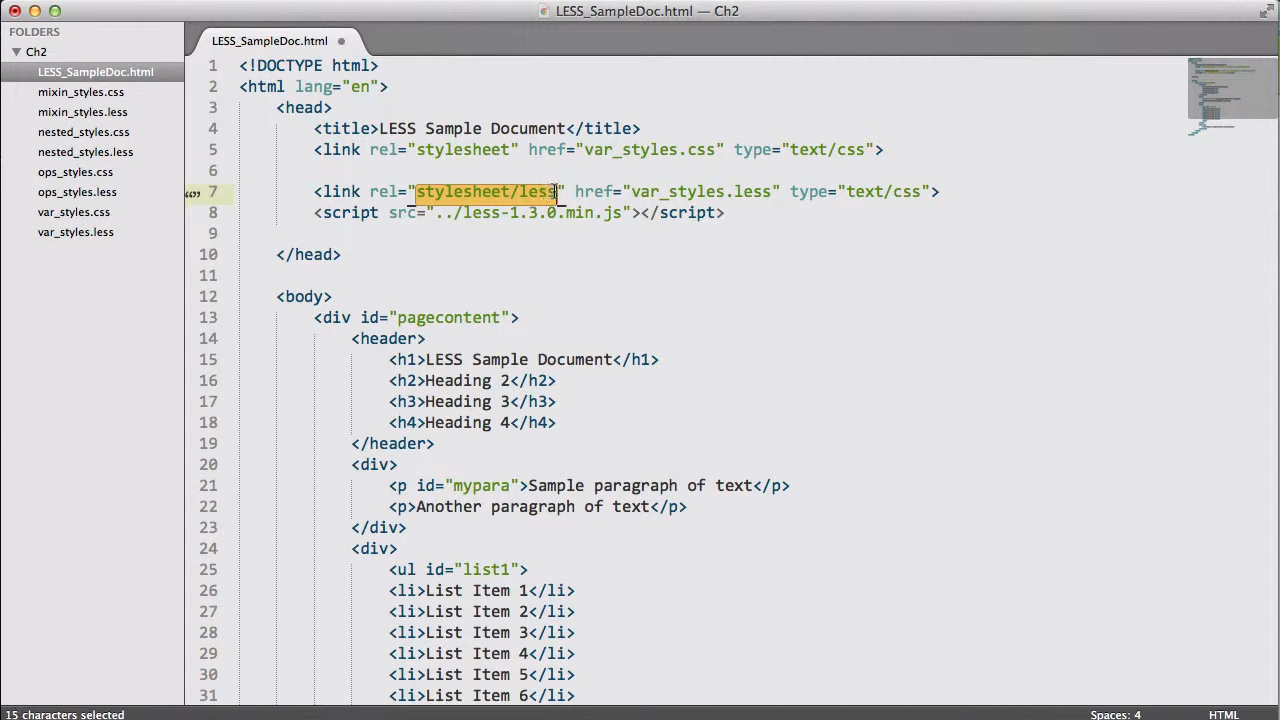 LESS_SampleDoc.html — Ch2
FOLDERS
Ch2
LESS_SampleDoc.html
mixin_styles.css
mixin_styles.less
nested_styles.css
nested_styles.less
ops_styles.css
ops_styles.less
var_styles.css
var_styles.less
LESS_SampleDoc.html
1 <!DOCTYPE html>
2 <html lang="en">
3 <head>
4 <title>LESS Sample Document</title>
5 <link rel="stylesheet" href="var_styles.css" type="text/css">
6
7 <link rel="stylesheet/less" href="var_styles.less" type="text/css">
8 <script src="../less-1.3.0.min.js"></script>
9
10 </head>
11
12 <body>
13 <div id="pagecontent">
14 <header>
15 <h1>LESS Sample Document</h1>
16 <h2>Heading 2</h2>
17 <h3>Heading 3</h3>
18 <h4>Heading 4</h4>
19 </header>
20 <div>
21 <p id="mypara">Sample paragraph of text</p>
22 <p>Another paragraph of text</p>
23 </div>
24 <div>
25 <ul id="list1">
26 <li>List Item 1</li>
27 <li>List Item 2</li>
28 <li>List Item 3</li>
29 <li>List Item 4</li>
30 <li>List Item 5</li>
31 <li>List Item 6</li>
15 characters selected
Spaces: 4
HTML